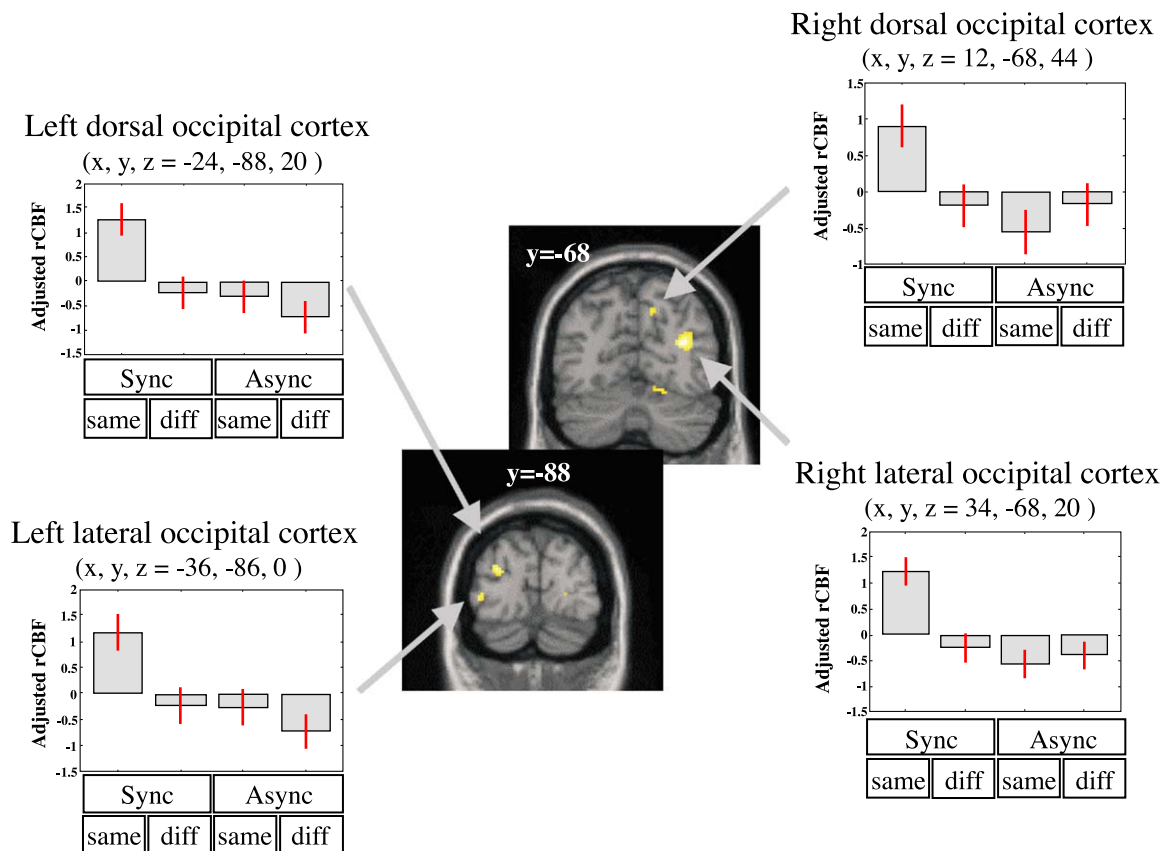 Right dorsal occipital cortex
(x, y, z = 12, -68, 44 )
Adjusted rCBF
1.5
1
0.5
0
-0.5
-1
Sync Async
same diff same diff
Left dorsal occipital cortex
(x, y, z = -24, -88, 20 )
Adjusted rCBF
2
1.5
1
0.5
0
-0.5
-1
-1.5
Sync Async
same diff same diff
y=-68
y=-88
Left lateral occipital cortex
(x, y, z = -36, -86, 0 )
Adjusted rCBF
2
1.5
1
0.5
0
-0.5
-1
-1.5
Sync Async
same diff same diff
Right lateral occipital cortex
(x, y, z = 34, -68, 20 )
Adjusted rCBF
2
1.5
1
0.5
0
-0.5
-1
-1.5
Sync Async
same diff same diff